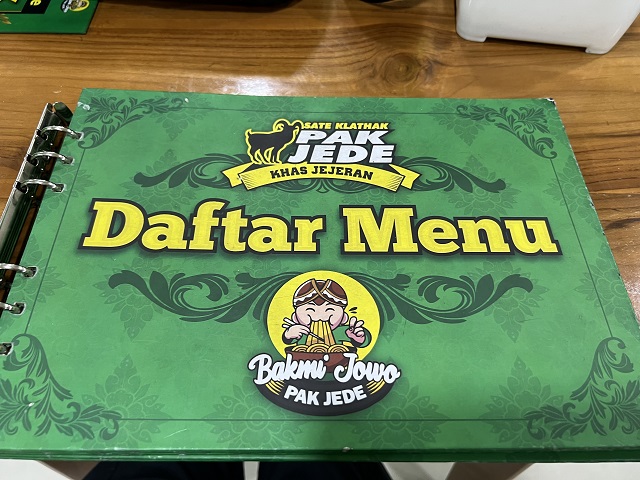 SATE KLATHAK
PAK
JEDE
KHAS JEJERAN
Daftar Menu
Bakmi Jowo
PAK JEDE